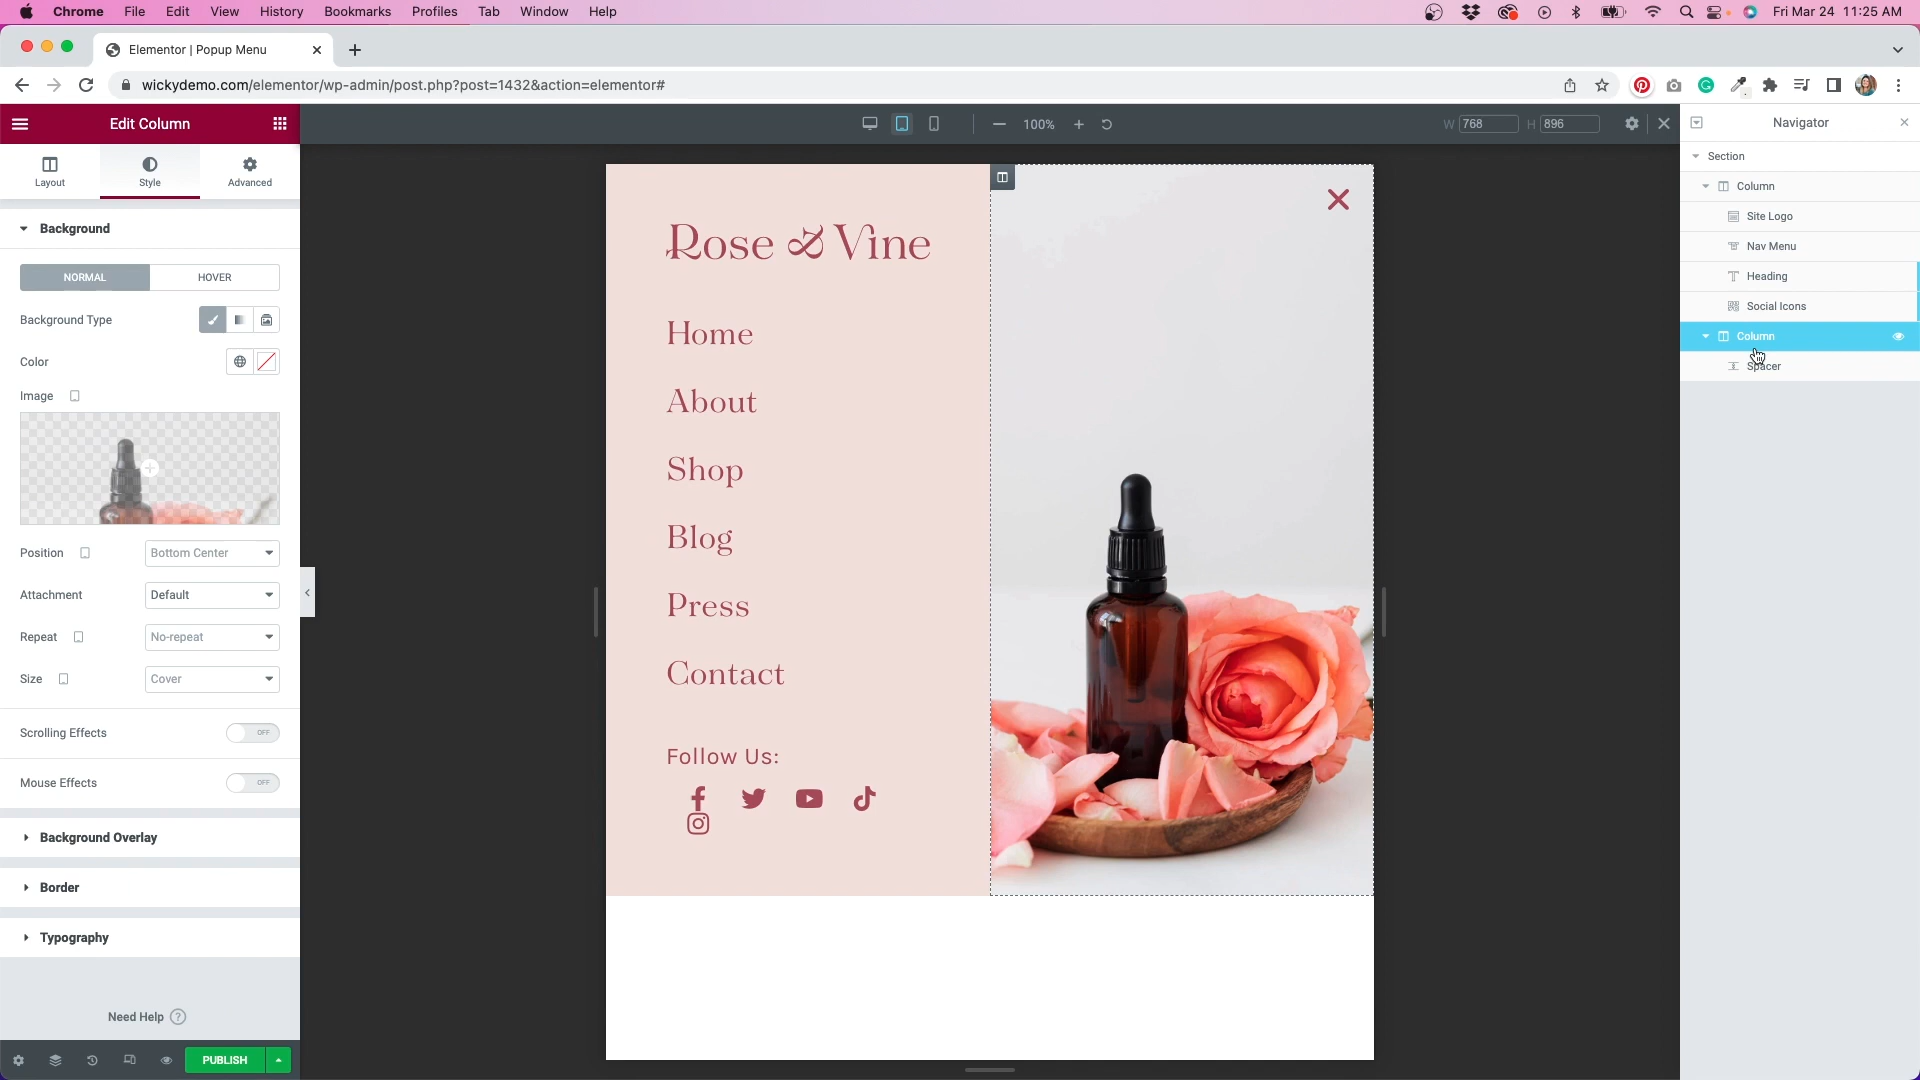 Chrome File Edit View History Bookmarks Profiles Tab Window Help Fri Mar 24 11:25 AM
Elementor | Popup Menu
wickydemo.com/elementor/wp-admin/post.php?post=1432&action=elementor#
Edit Column 100% W 768 H 896 Navigator
Layout Style Advanced
Section
Column
Site Logo
Nav Menu
Heading
Social Icons
Column
Spacer
Background
NORMAL HOVER
Background Type
Color
Image
Position Bottom Center
Attachment Default
Repeat No-repeat
Size Cover
Scrolling Effects OFF
Mouse Effects OFF
Background Overlay
Border
Typography
Need Help ?
PUBLISH
Rose & Vine
Home
About
Shop
Blog
Press
Contact
Follow Us: